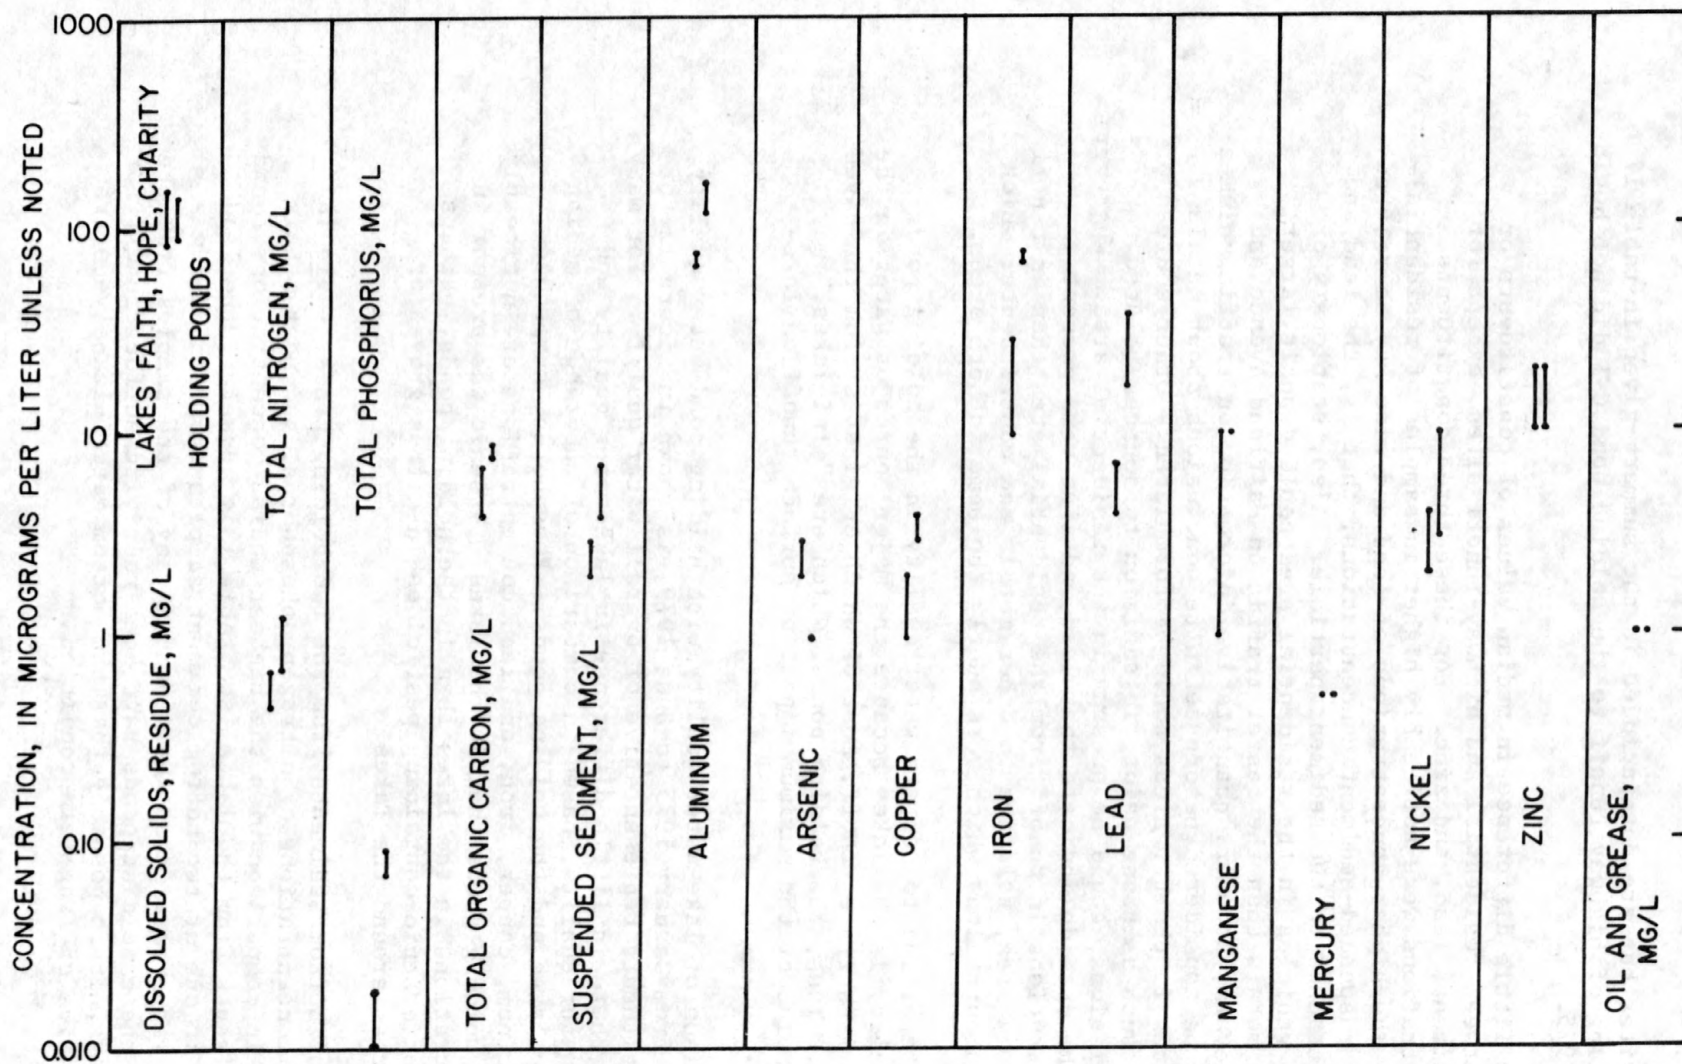 CONCENTRATION, IN MICROGRAMS PER LITER UNLESS NOTED
1000
100
10
1
0.10
0.010
DISSOLVED SOLIDS, RESIDUE, MG/L
LAKES FAITH, HOPE, CHARITY
HOLDING PONDS
TOTAL NITROGEN, MG/L
TOTAL PHOSPHORUS, MG/L
TOTAL ORGANIC CARBON, MG/L
SUSPENDED SEDIMENT, MG/L
ALUMINUM
ARSENIC
COPPER
IRON
LEAD
MANGANESE
MERCURY
NICKEL
ZINC
OIL AND GREASE,
MG/L